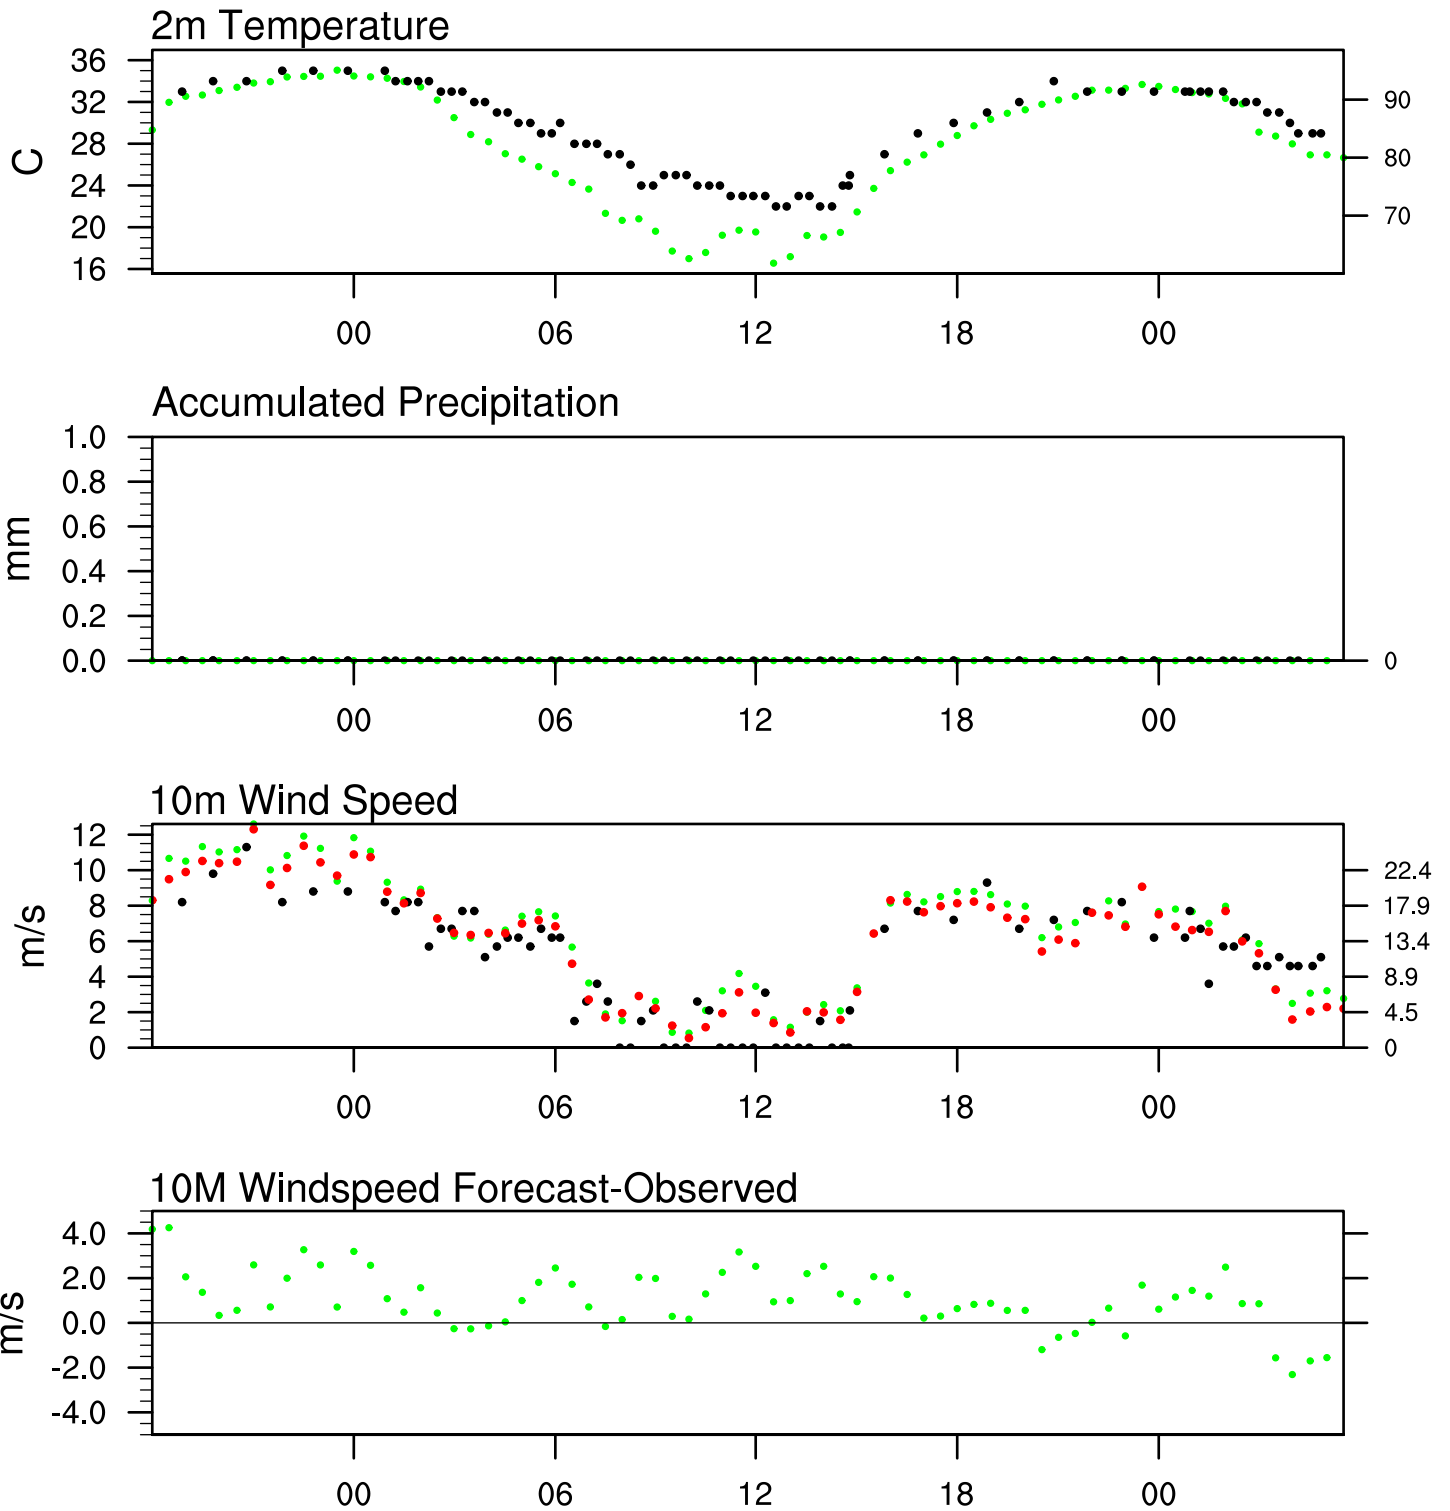 2m Temperature
36
32
28
24
20
16
C
90
80
70
00 06 12 18 00
Accumulated Precipitation
1.0
0.8
0.6
0.4
0.2
0.0
mm
0
00 06 12 18 00
10m Wind Speed
12
10
8
6
4
2
0
m/s
22.4
17.9
13.4
8.9
4.5
0
00 06 12 18 00
10M Windspeed Forecast-Observed
4.0
2.0
0.0
-2.0
-4.0
m/s
00 06 12 18 00